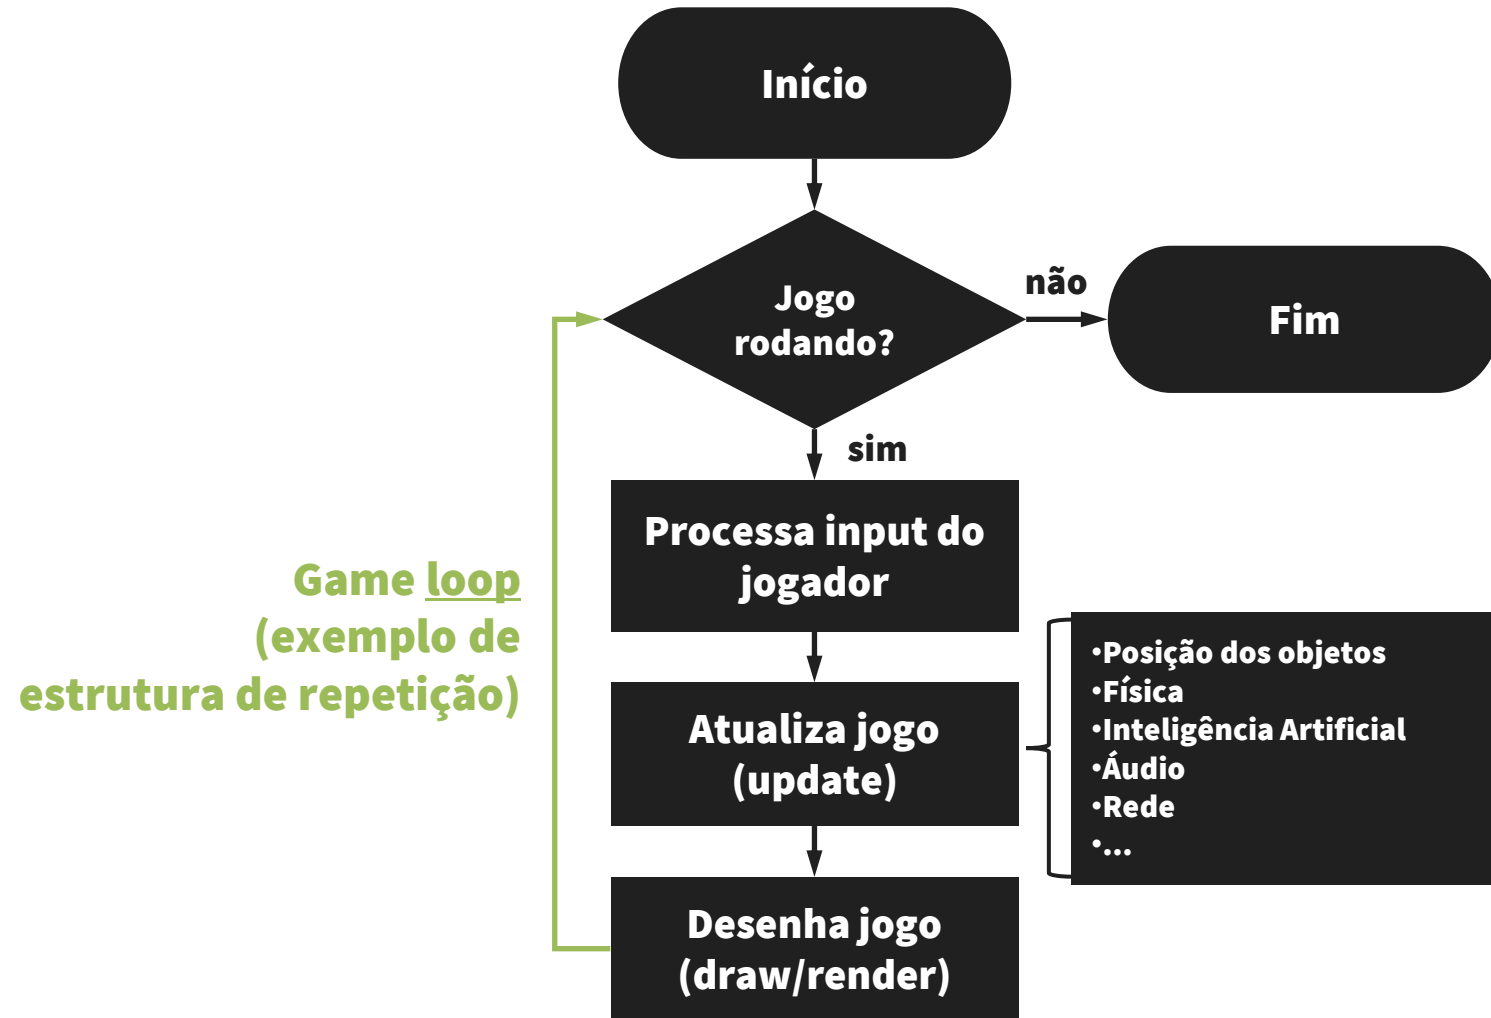 Início
Jogo
rodando?
não
Fim
sim
Processa input do
jogador
Game loop
(exemplo de
estrutura de repetição)
Atualiza jogo
(update)
•Posição dos objetos
•Física
•Inteligência Artificial
•Áudio
•Rede
•...
Desenha jogo
(draw/render)